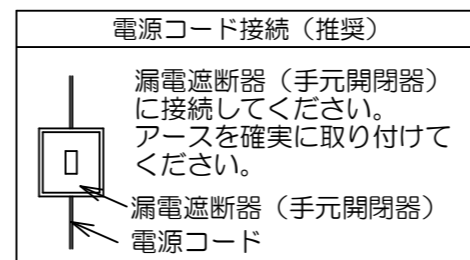 電源コード接続（推奨）
漏電遮断器（手元開閉器）
に接続してください。
アースを確実に取り付けて
ください。
漏電遮断器（手元開閉器）
電源コード